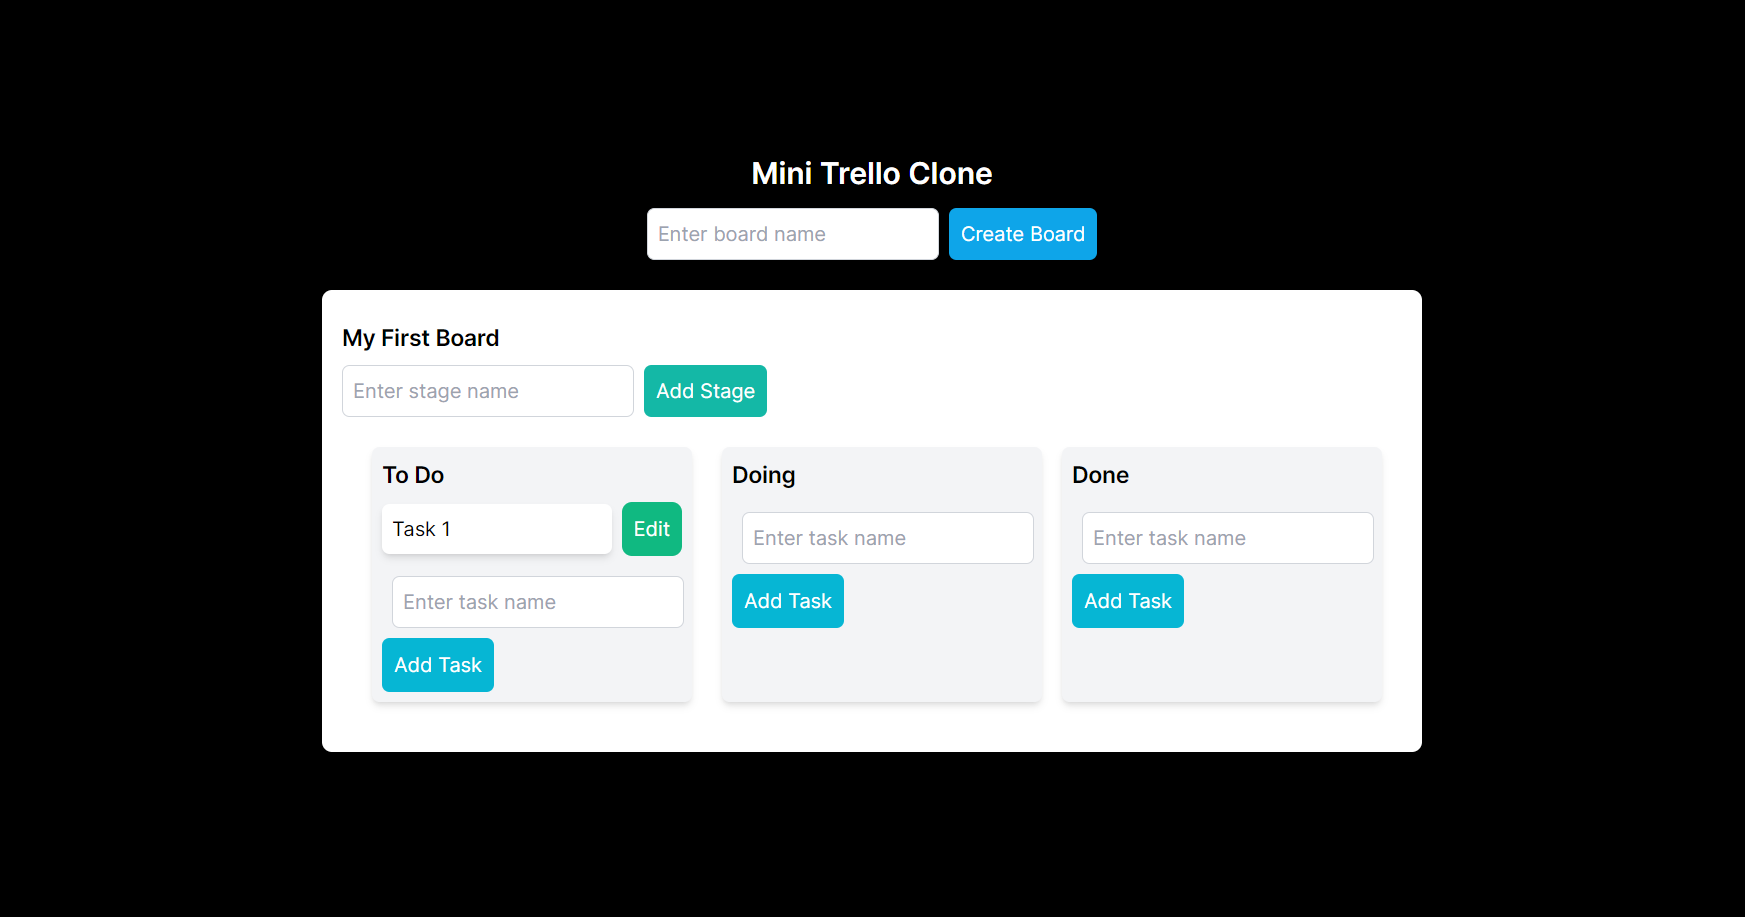 Mini Trello Clone
Enter board name
Create Board
My First Board
Enter stage name
Add Stage
To Do
Task 1
Edit
Enter task name
Add Task
Doing
Enter task name
Add Task
Done
Enter task name
Add Task